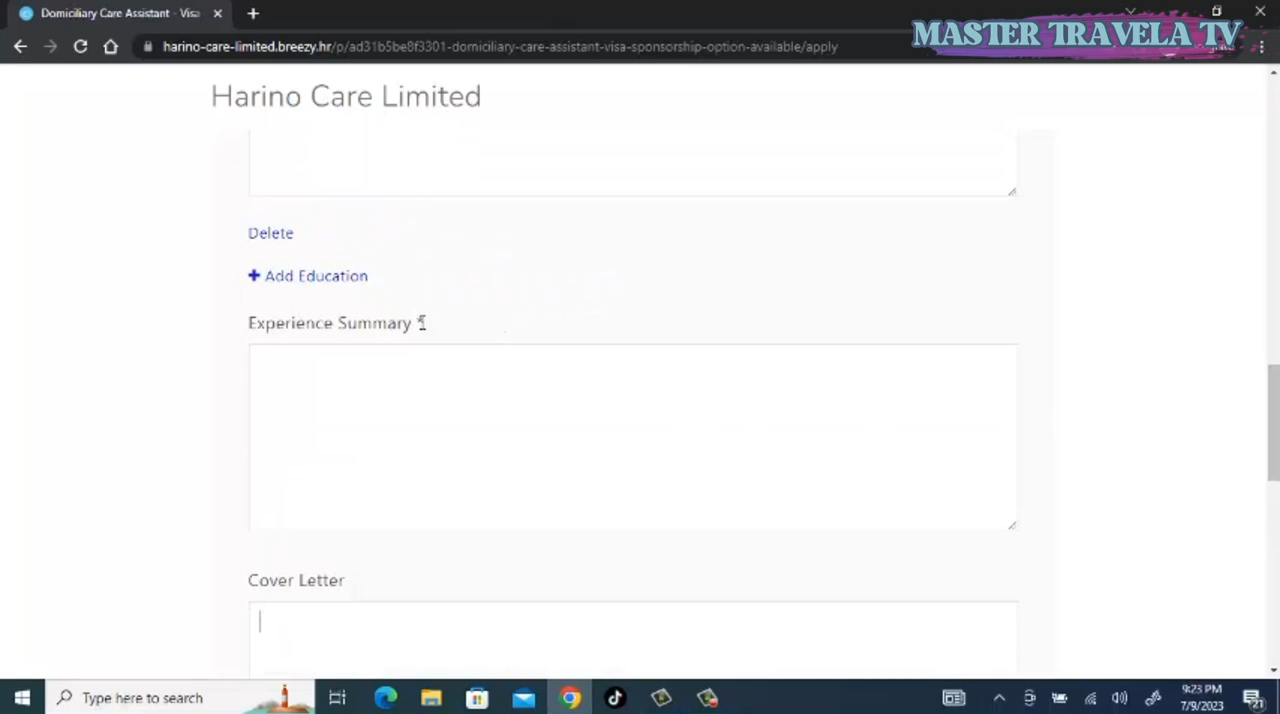 Domiciliary Care Assistant - Visa
MASTER TRAVELA TV
harino-care-limited.breezy.hr/p/ad31b5be8f3301-domiciliary-care-assistant-visa-sponsorship-option-available/apply
Harino Care Limited
Delete
+ Add Education
Experience Summary *
Cover Letter
Type here to search
9:23 PM
7/9/2023
21